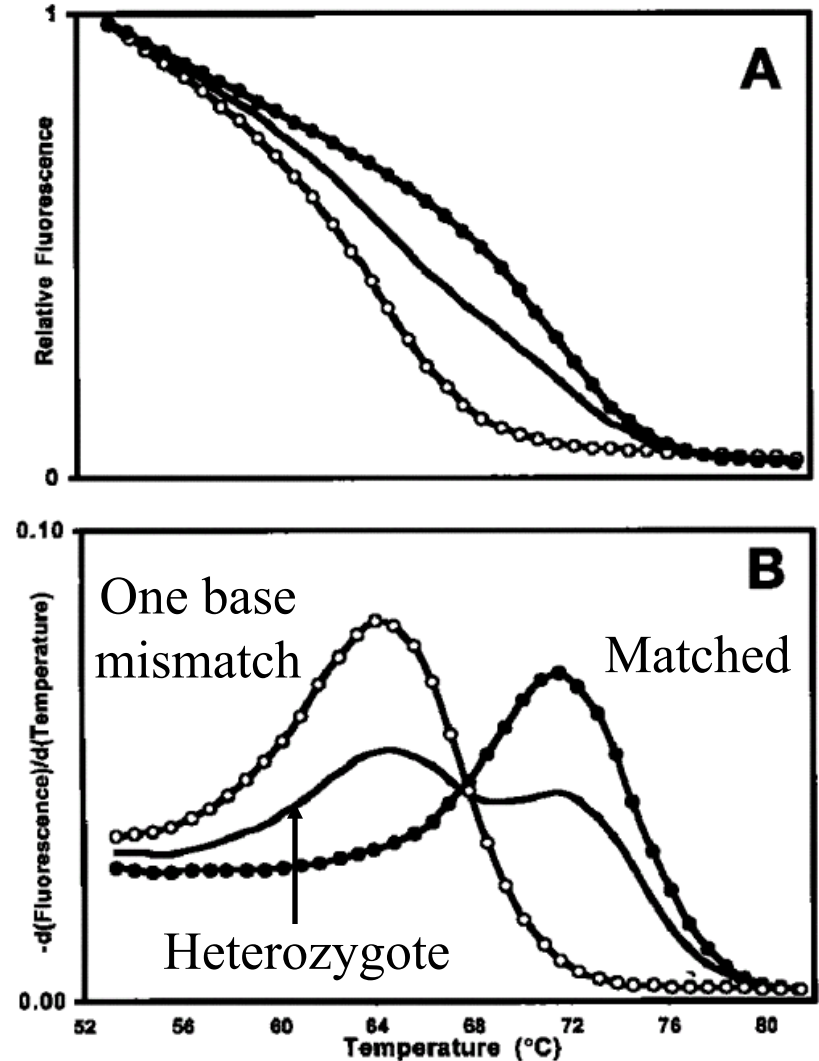 1
A
Relative Fluorescence
0
0.10
B
One base
mismatch
Matched
-d(Fluorescence)/d(Temperature)
Heterozygote
0.00
52 56 60 64 68 72 76 80
Temperature (°C)